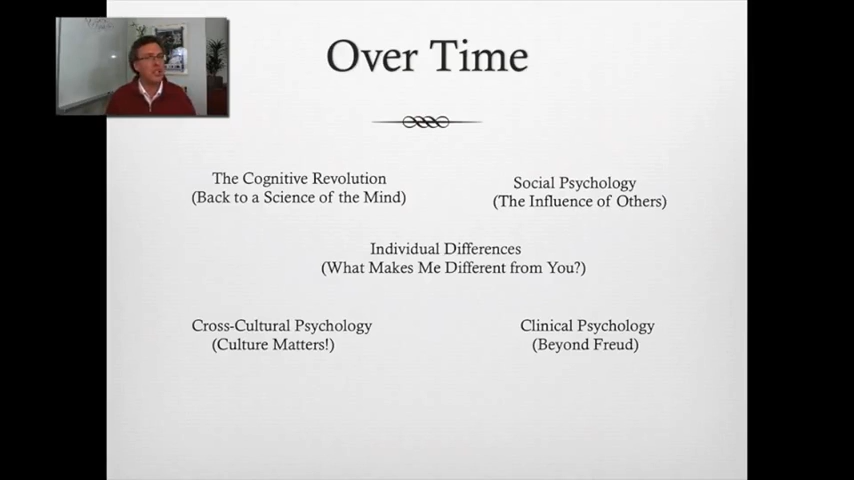 Over Time
The Cognitive Revolution
(Back to a Science of the Mind)
Social Psychology
(The Influence of Others)
Individual Differences
(What Makes Me Different from You?)
Cross-Cultural Psychology
(Culture Matters!)
Clinical Psychology
(Beyond Freud)